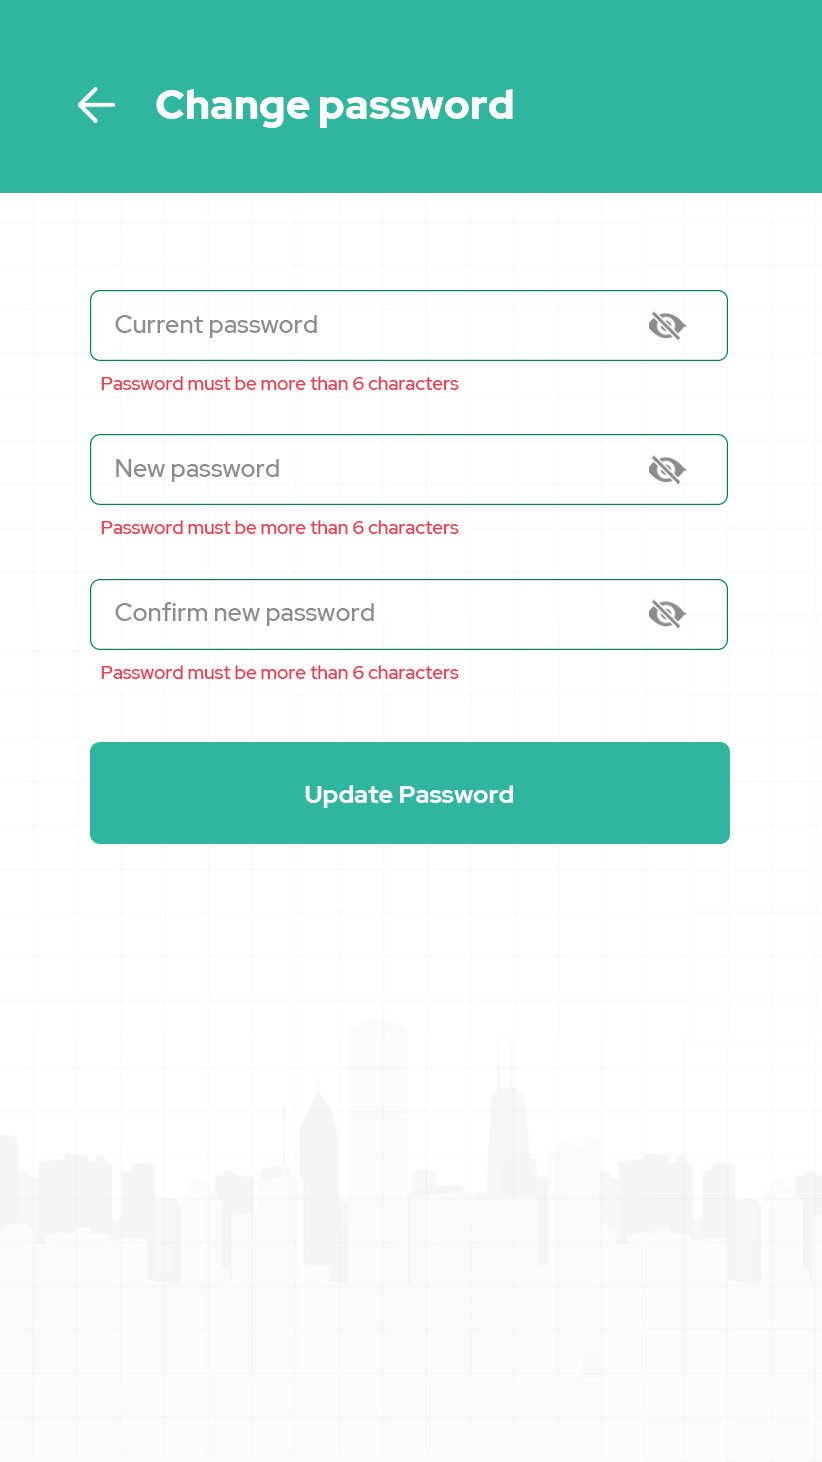 Change password
Current password
Password must be more than 6 characters
New password
Password must be more than 6 characters
Confirm new password
Password must be more than 6 characters
Update Password